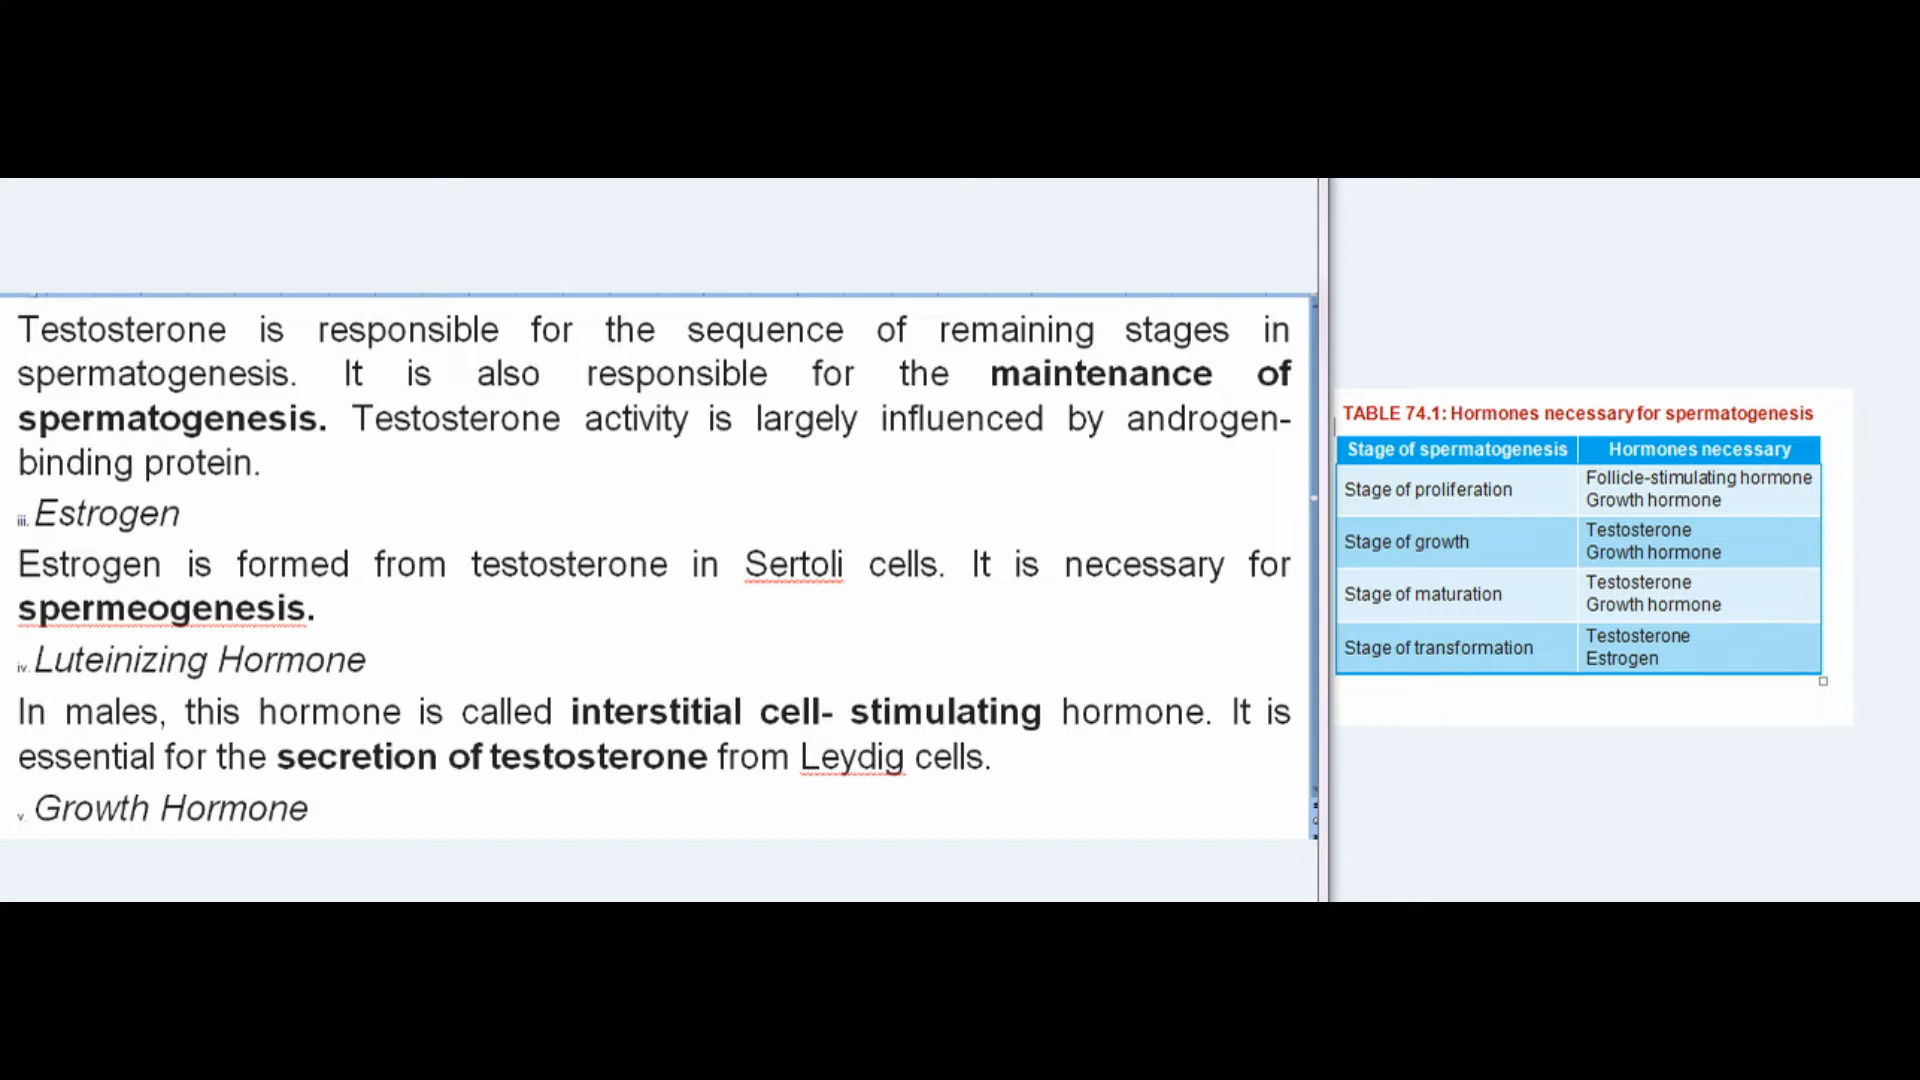 Testosterone is responsible for the sequence of remaining stages in
spermatogenesis. It is also responsible for the maintenance of
spermatogenesis. Testosterone activity is largely influenced by androgen-
binding protein.
iii. Estrogen
Estrogen is formed from testosterone in Sertoli cells. It is necessary for
spermeogenesis.
iv. Luteinizing Hormone
In males, this hormone is called interstitial cell- stimulating hormone. It is
essential for the secretion of testosterone from Leydig cells.
v. Growth Hormone
TABLE 74.1: Hormones necessary for spermatogenesis
Stage of spermatogenesis Hormones necessary
Stage of proliferation Follicle-stimulating hormone
Growth hormone
Stage of growth Testosterone
Growth hormone
Stage of maturation Testosterone
Growth hormone
Stage of transformation Testosterone
Estrogen